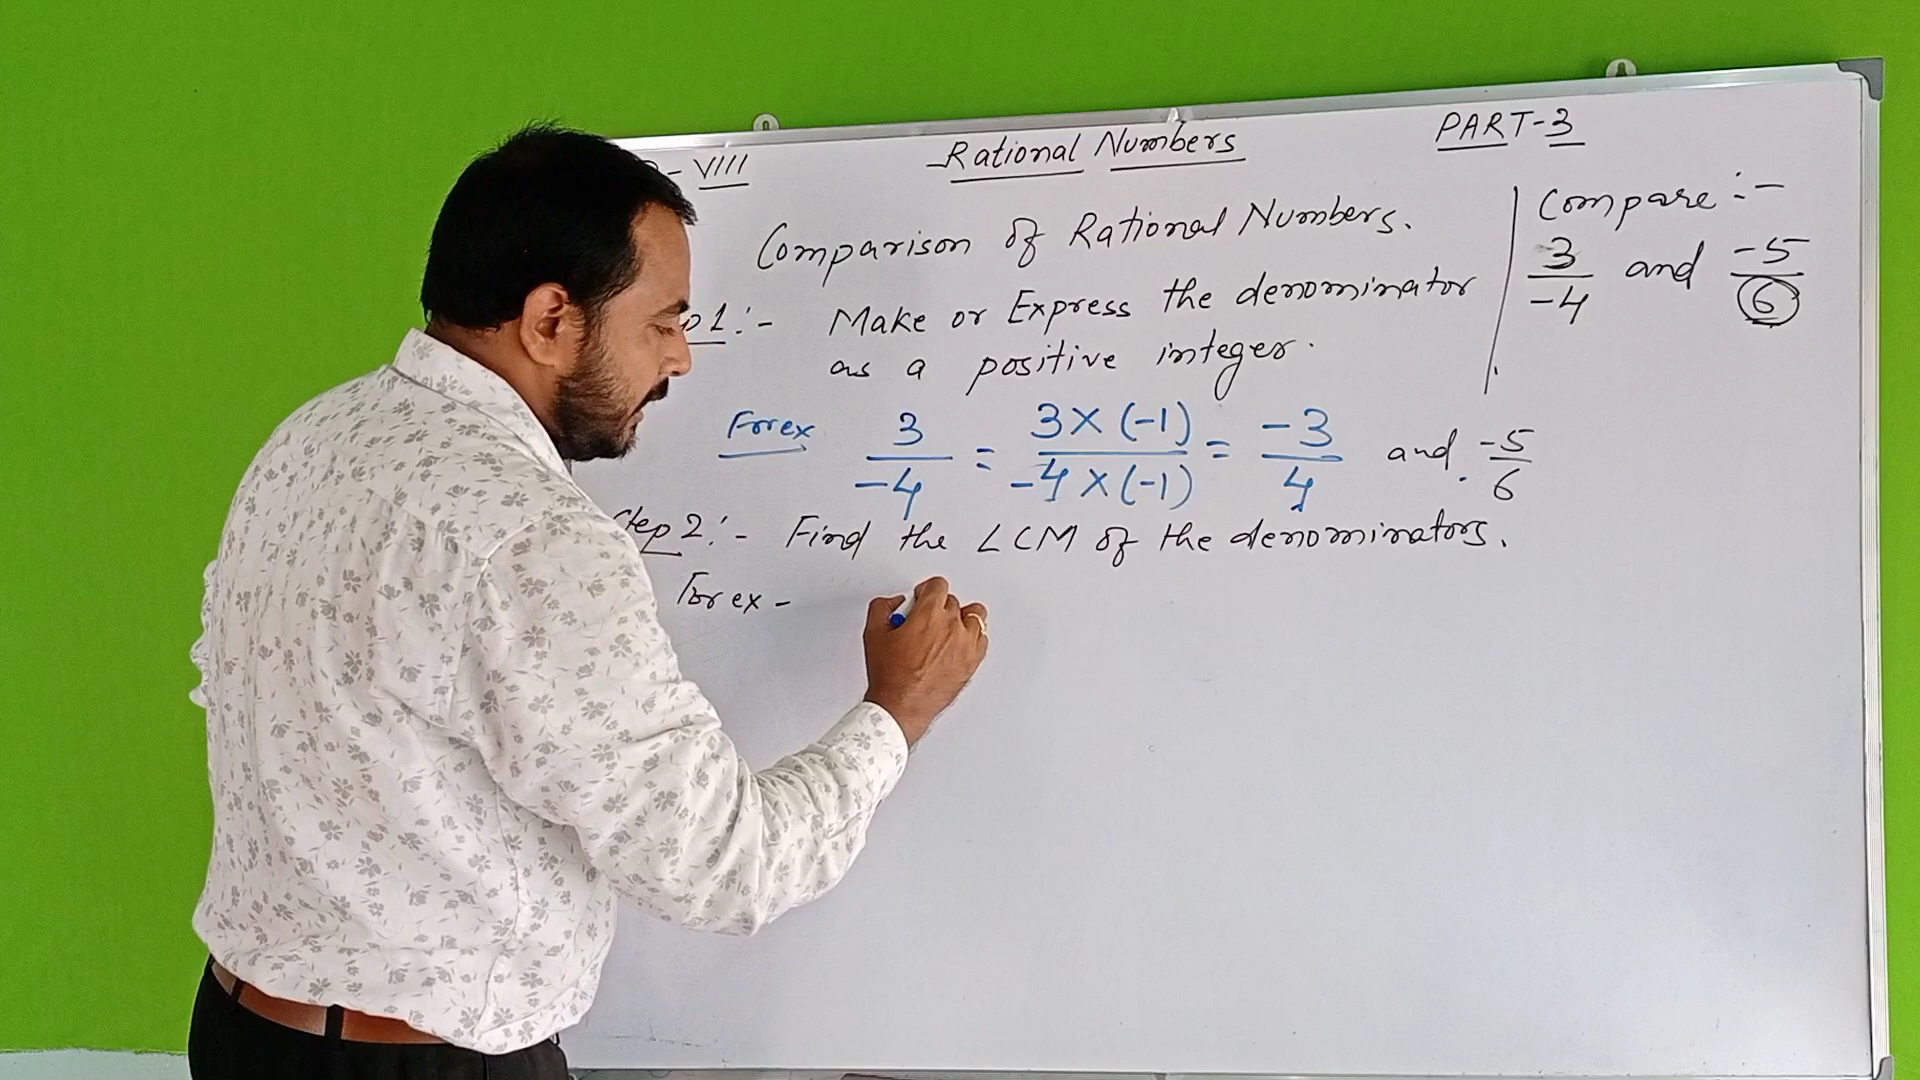 - VIII Rational Numbers PART-3
Comparison of Rational Numbers.
1:- Make or Express the denominator
as a positive integer.
For ex 3/-4 = 3×(-1)/-4×(-1) = -3/4 and -5/6
Step 2:- Find the LCM of the denominators.
For ex -
Compare:-
3/-4 and -5/6